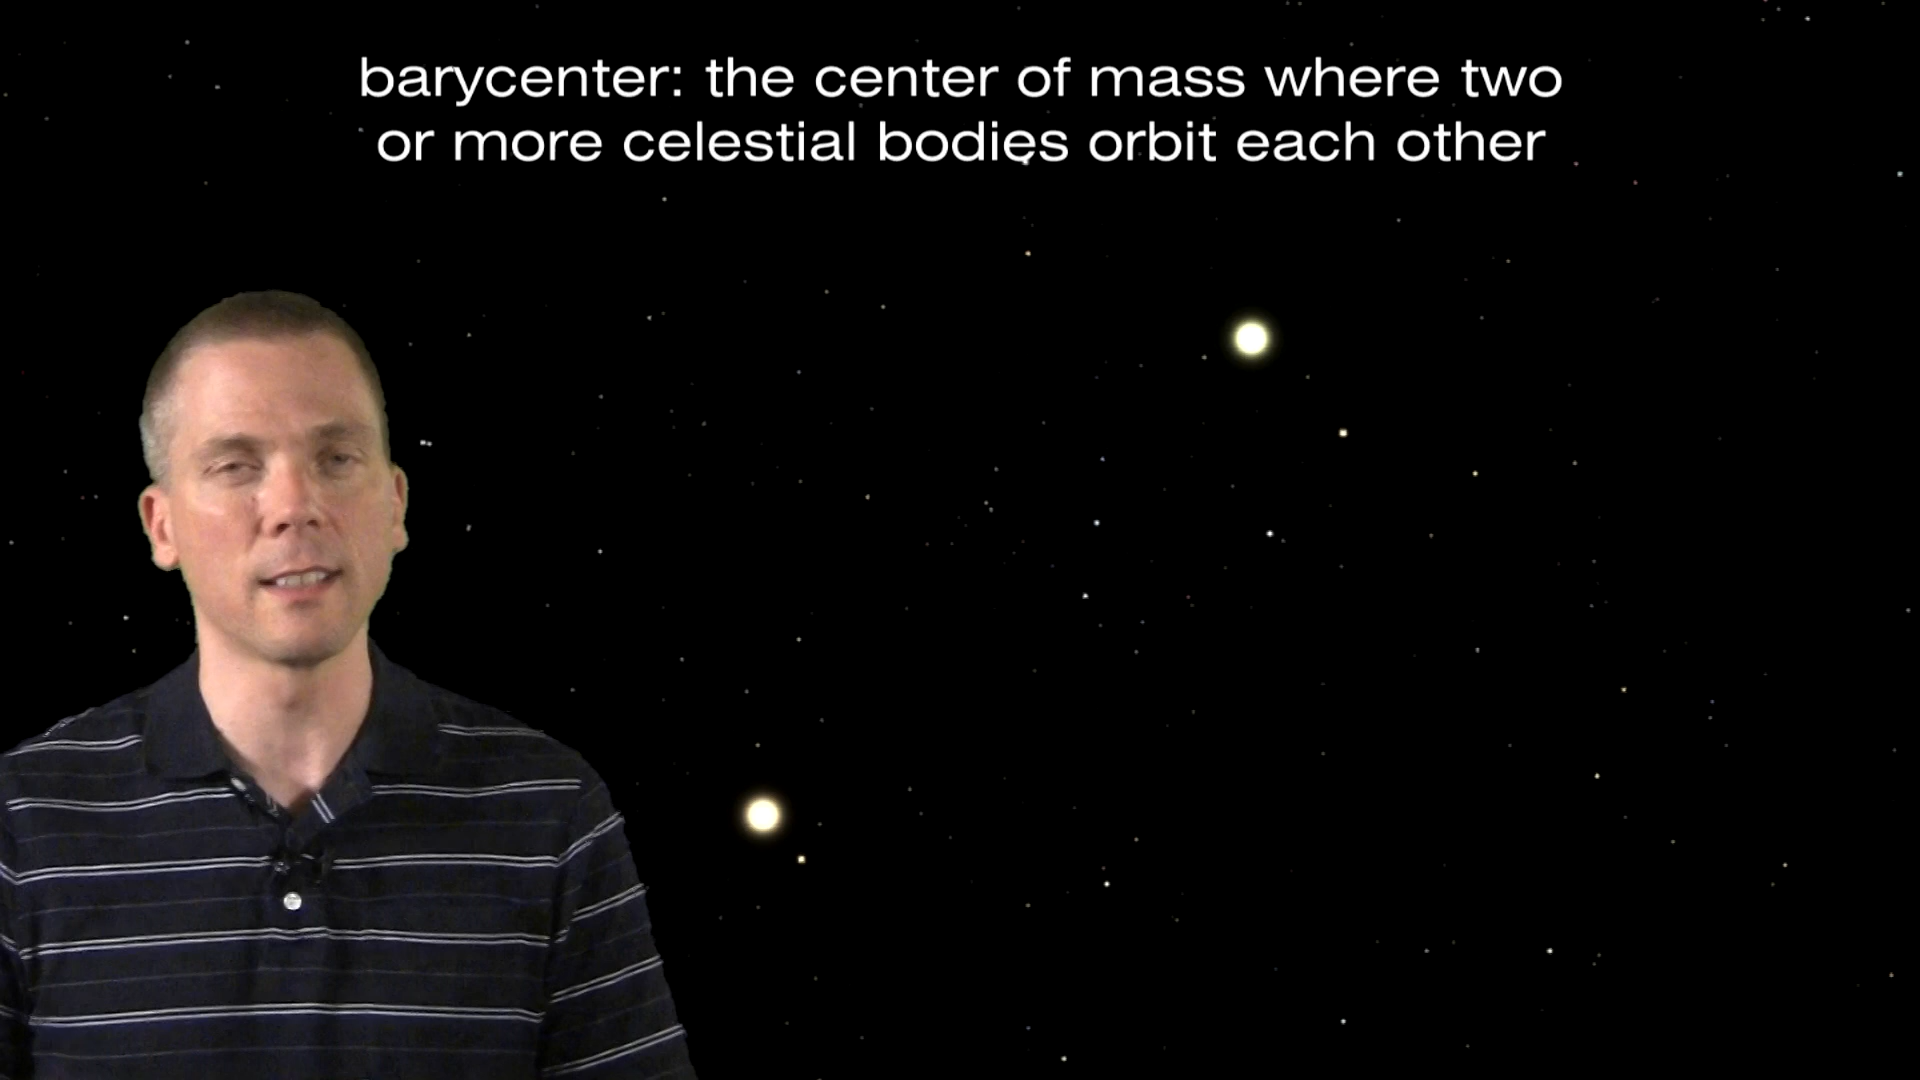 barycenter: the center of mass where two
or more celestial bodies orbit each other